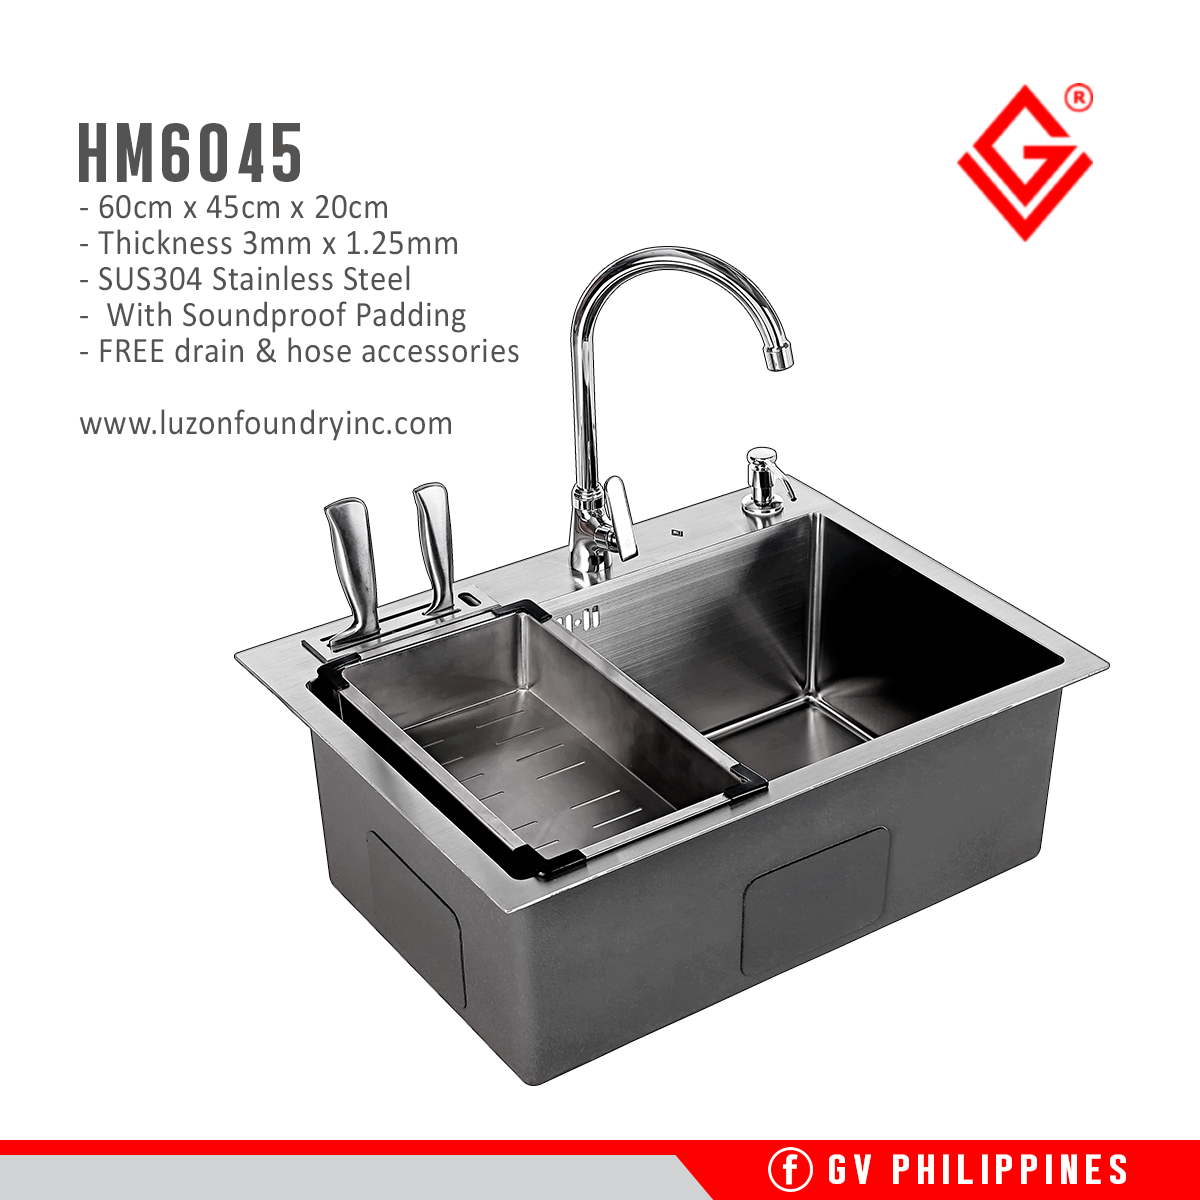 HM6045
- 60cm x 45cm x 20cm
- Thickness 3mm x 1.25mm
- SUS304 Stainless Steel
-  With Soundproof Padding
- FREE drain & hose accessories
www.luzonfoundryinc.com
GV ®
f GV PHILIPPINES